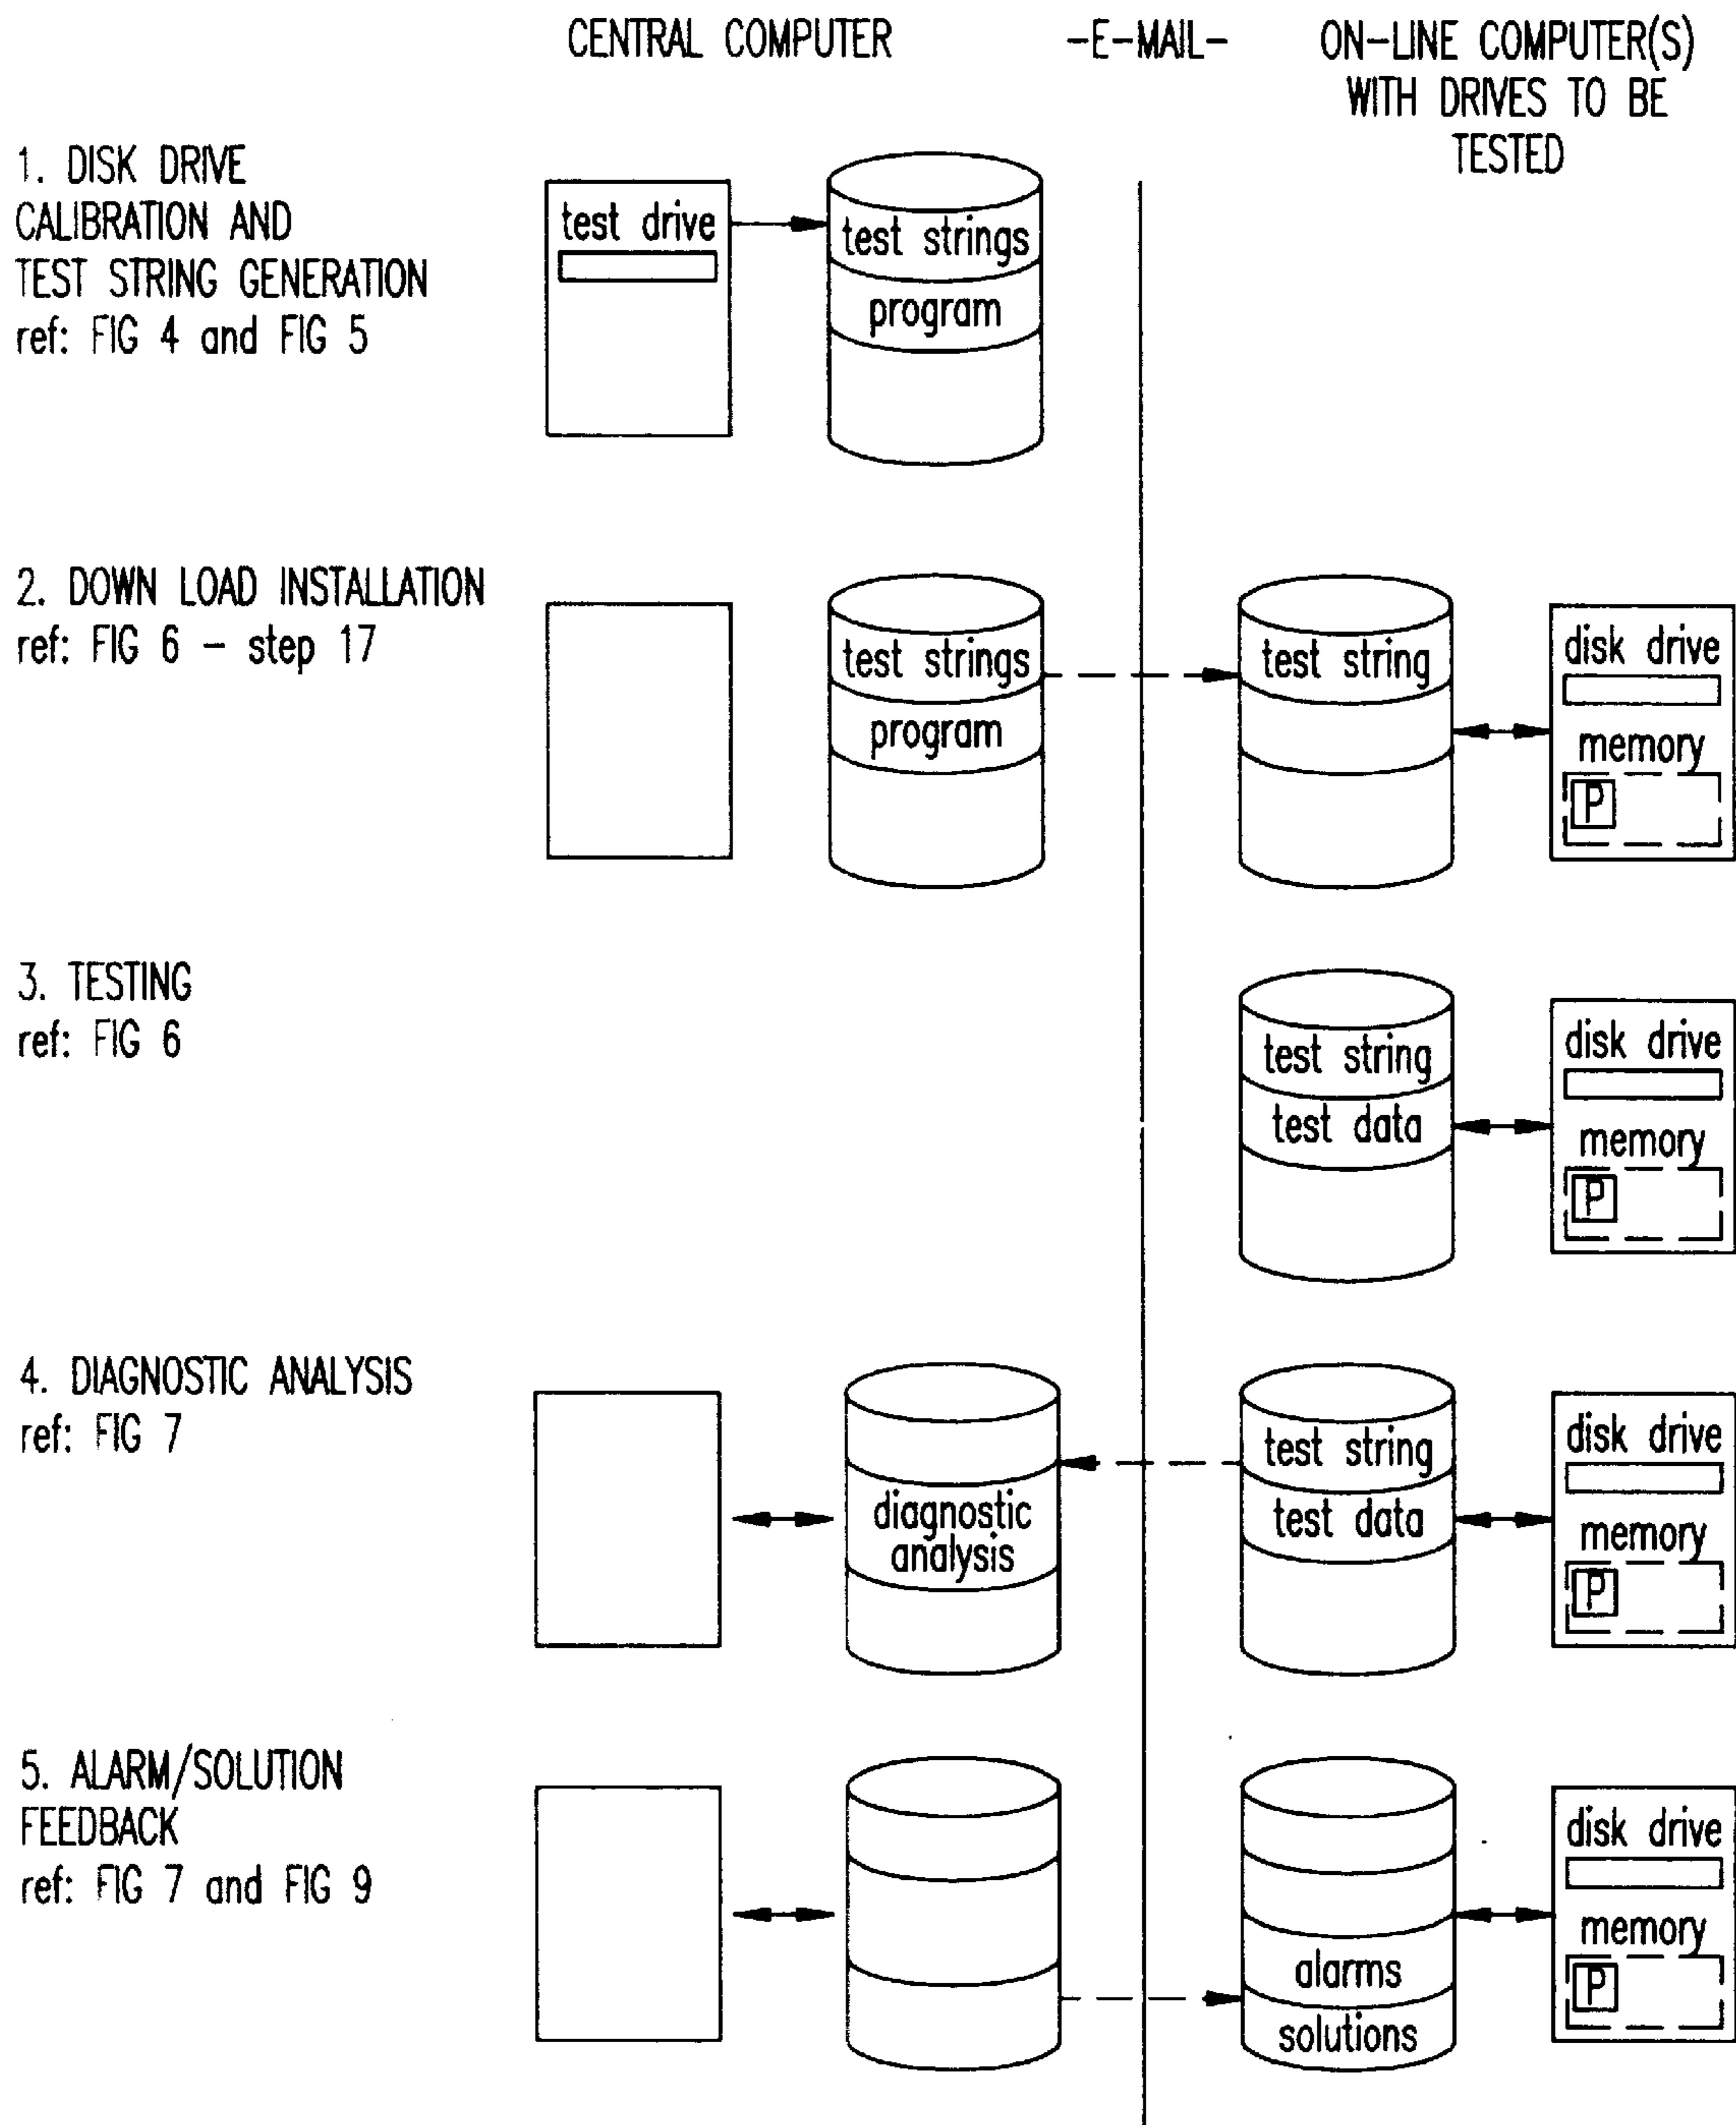 CENTRAL COMPUTER
-E-MAIL-
ON-LINE COMPUTER(S)
WITH DRIVES TO BE
TESTED
1. DISK DRIVE
CALIBRATION AND
TEST STRING GENERATION
ref: FIG 4 and FIG 5
test drive
test strings
program
2. DOWN LOAD INSTALLATION
ref: FIG 6 - step 17
test strings
program
test string
disk drive
memory
P
3. TESTING
ref: FIG 6
test string
test data
disk drive
memory
P
4. DIAGNOSTIC ANALYSIS
ref: FIG 7
diagnostic
analysis
test string
test data
disk drive
memory
P
5. ALARM/SOLUTION
FEEDBACK
ref: FIG 7 and FIG 9
alarms
solutions
disk drive
memory
P